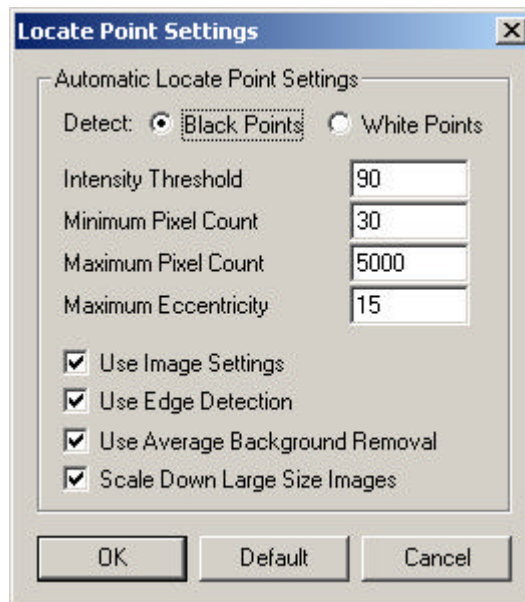 Locate Point Settings
Automatic Locate Point Settings
Detect: Black Points White Points
Intensity Threshold 90
Minimum Pixel Count 30
Maximum Pixel Count 5000
Maximum Eccentricity 15
Use Image Settings
Use Edge Detection
Use Average Background Removal
Scale Down Large Size Images
OK Default Cancel